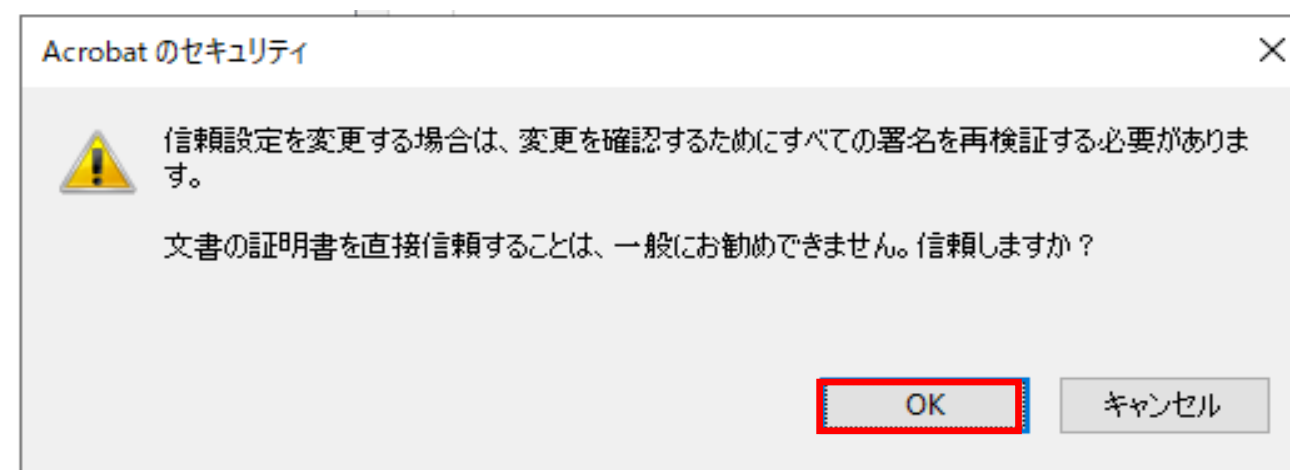 Acrobat のセキュリティ
信頼設定を変更する場合は、変更を確認するためにすべての署名を再検証する必要がありま
す。
文書の証明書を直接信頼することは、一般にお勧めできません。信頼しますか？
OK
キャンセル